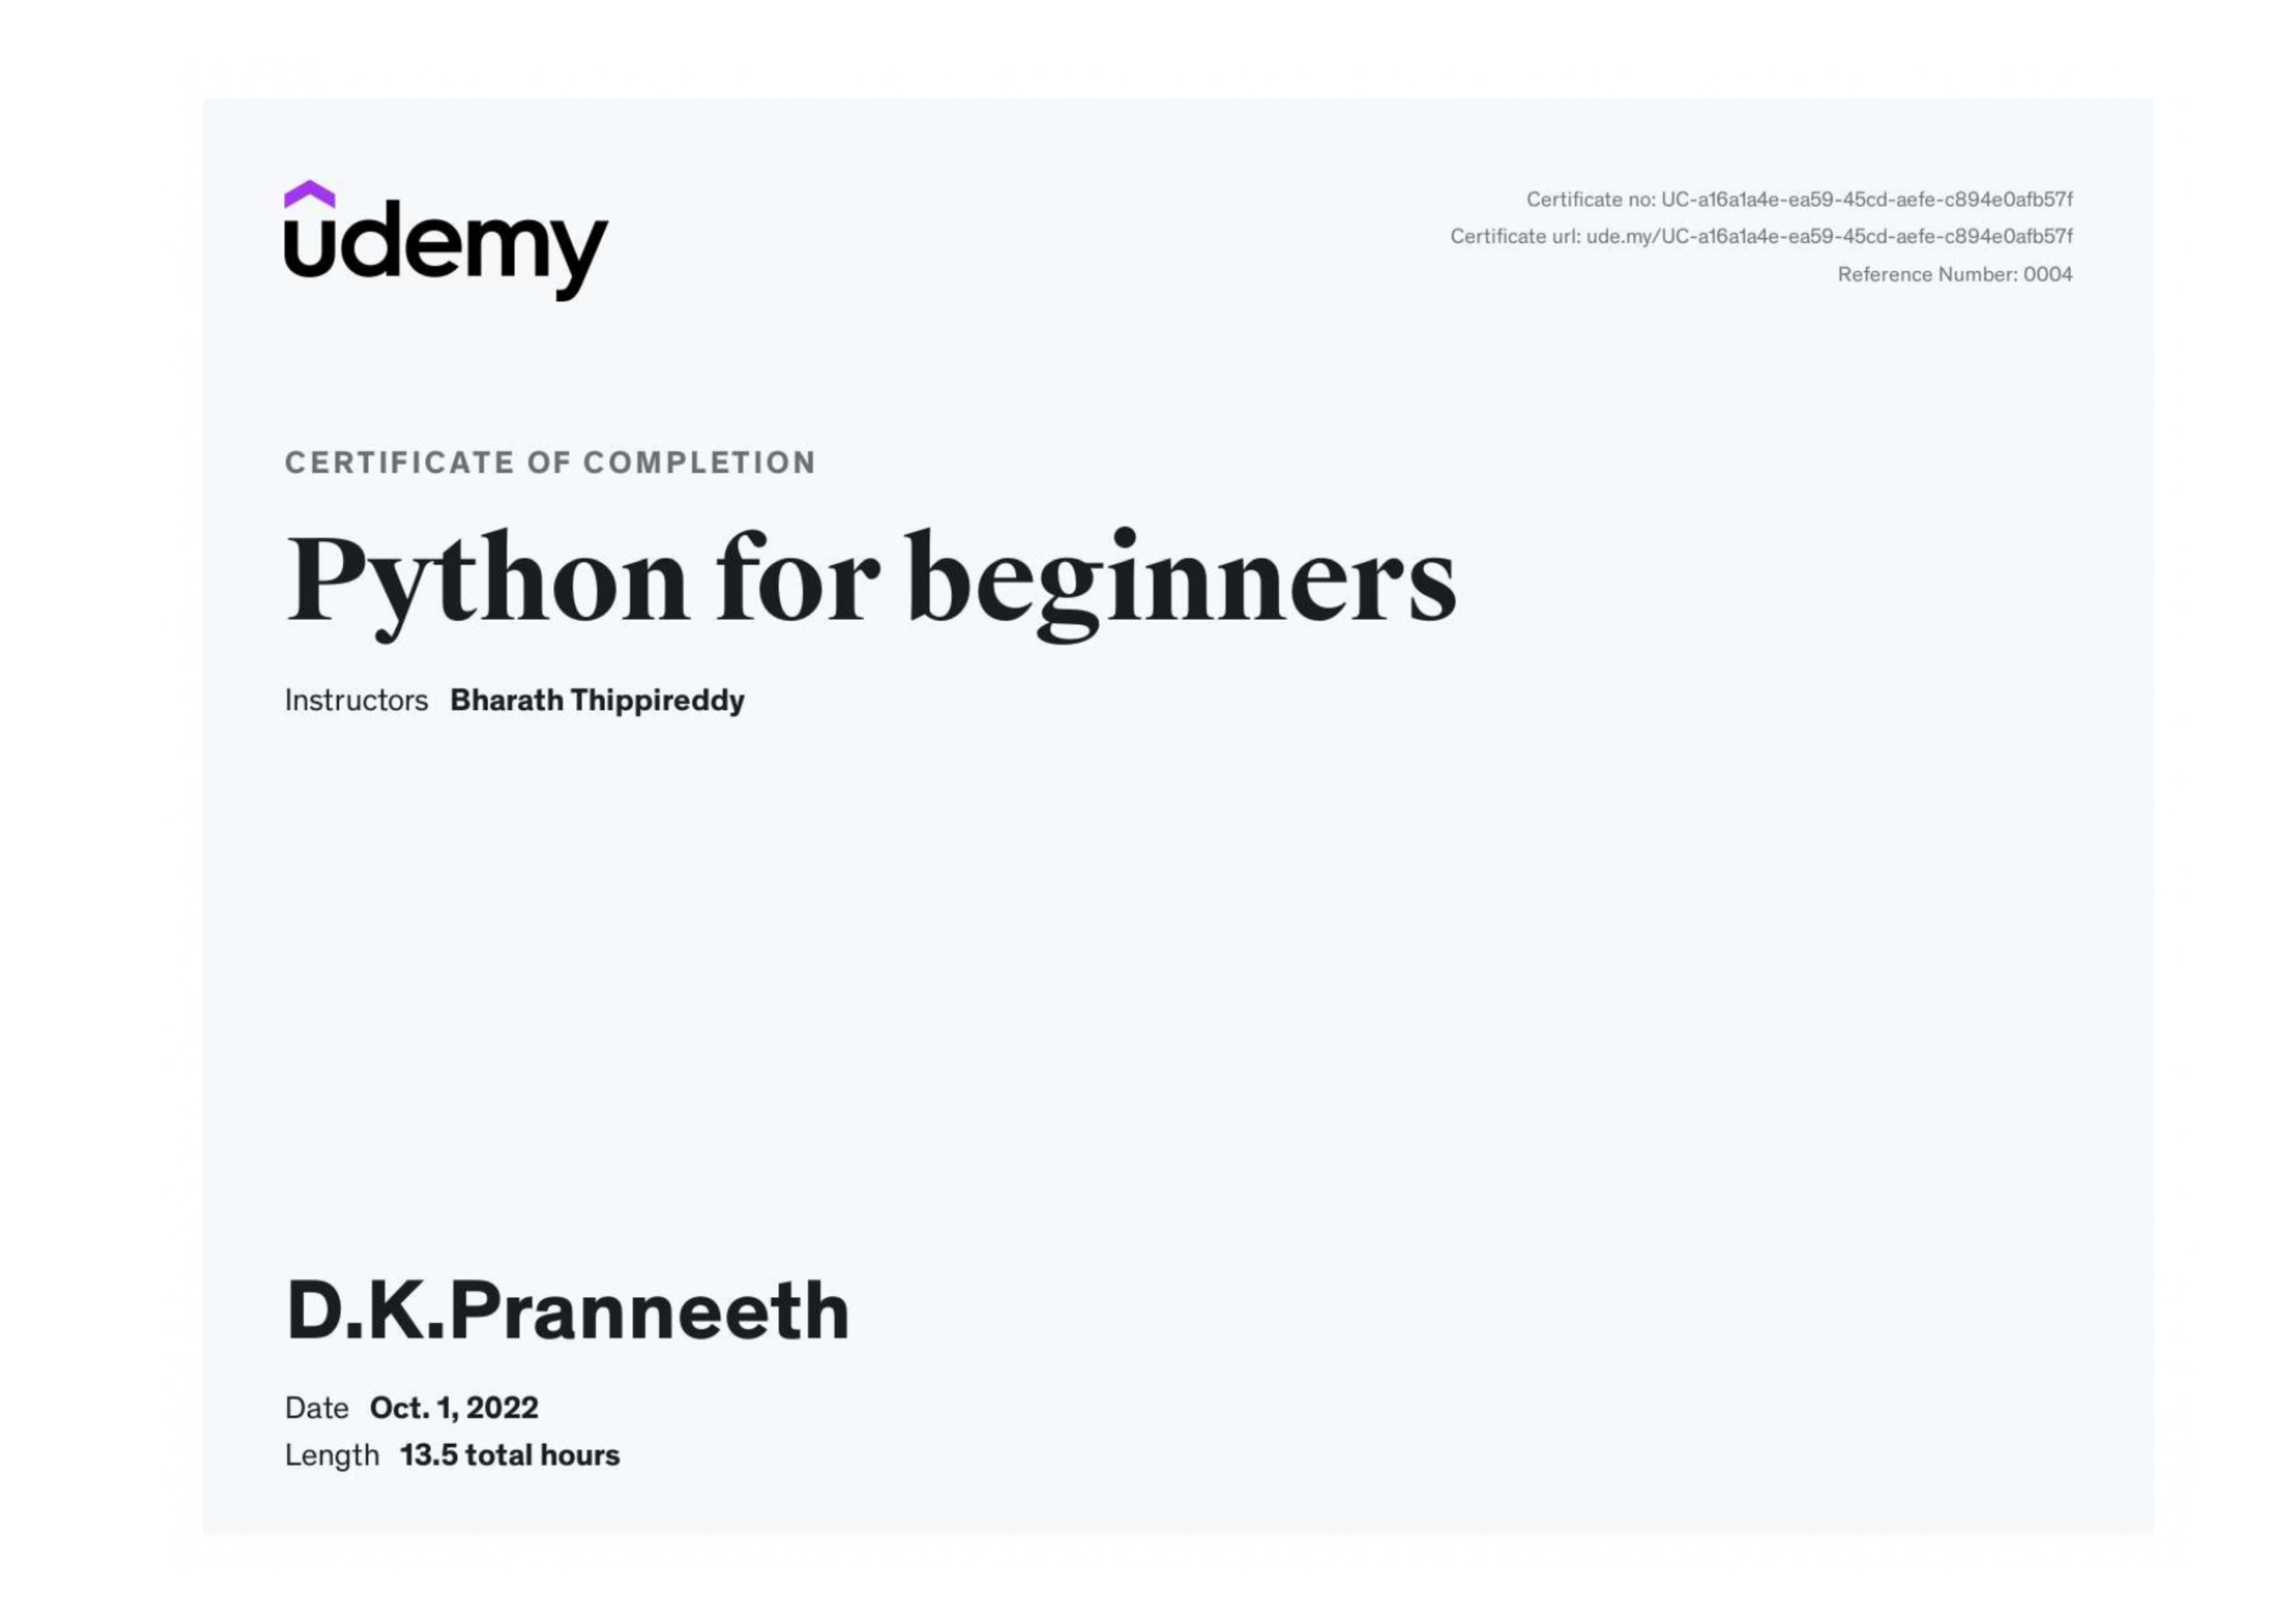 udemy
Certificate no: UC-a16a1a4e-ea59-45cd-aefe-c894e0afb57f
Certificate url: ude.my/UC-a16a1a4e-ea59-45cd-aefe-c894e0afb57f
Reference Number: 0004
CERTIFICATE OF COMPLETION
Python for beginners
Instructors Bharath Thippireddy
D.K.Pranneeth
Date Oct. 1, 2022
Length 13.5 total hours